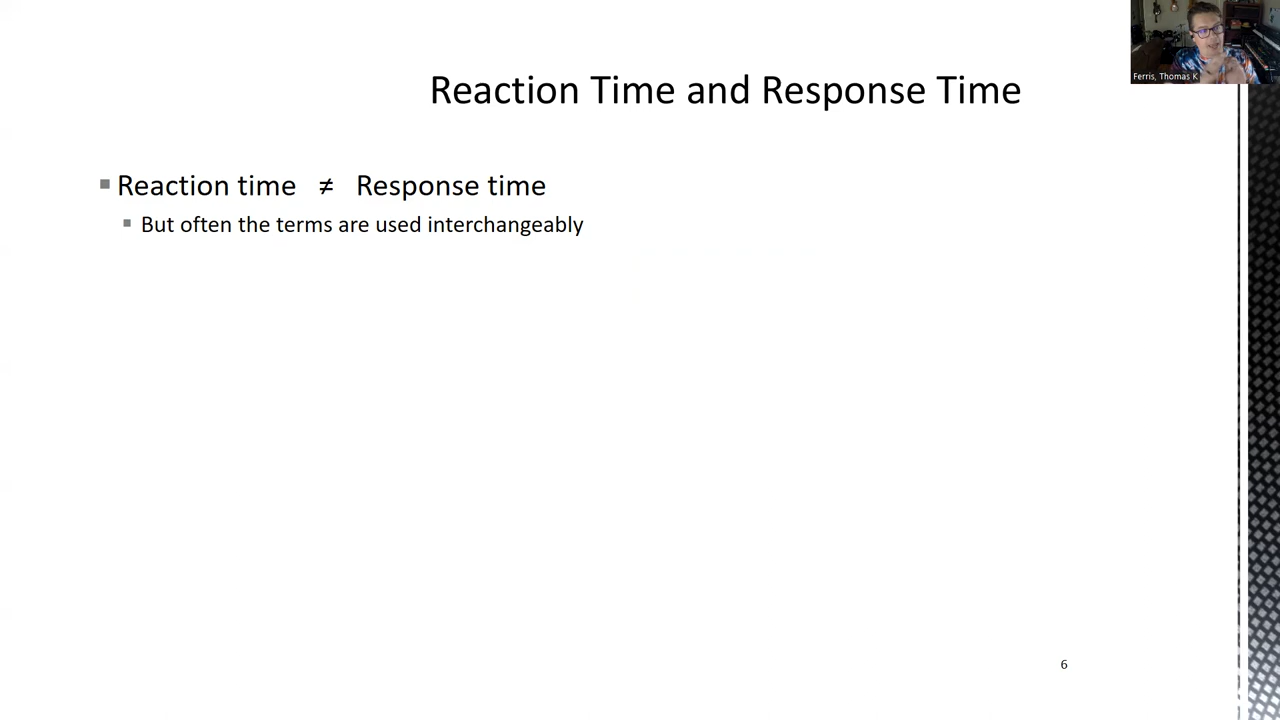 Ferris, Thomas K
Reaction Time and Response Time
Reaction time ≠ Response time
But often the terms are used interchangeably
6